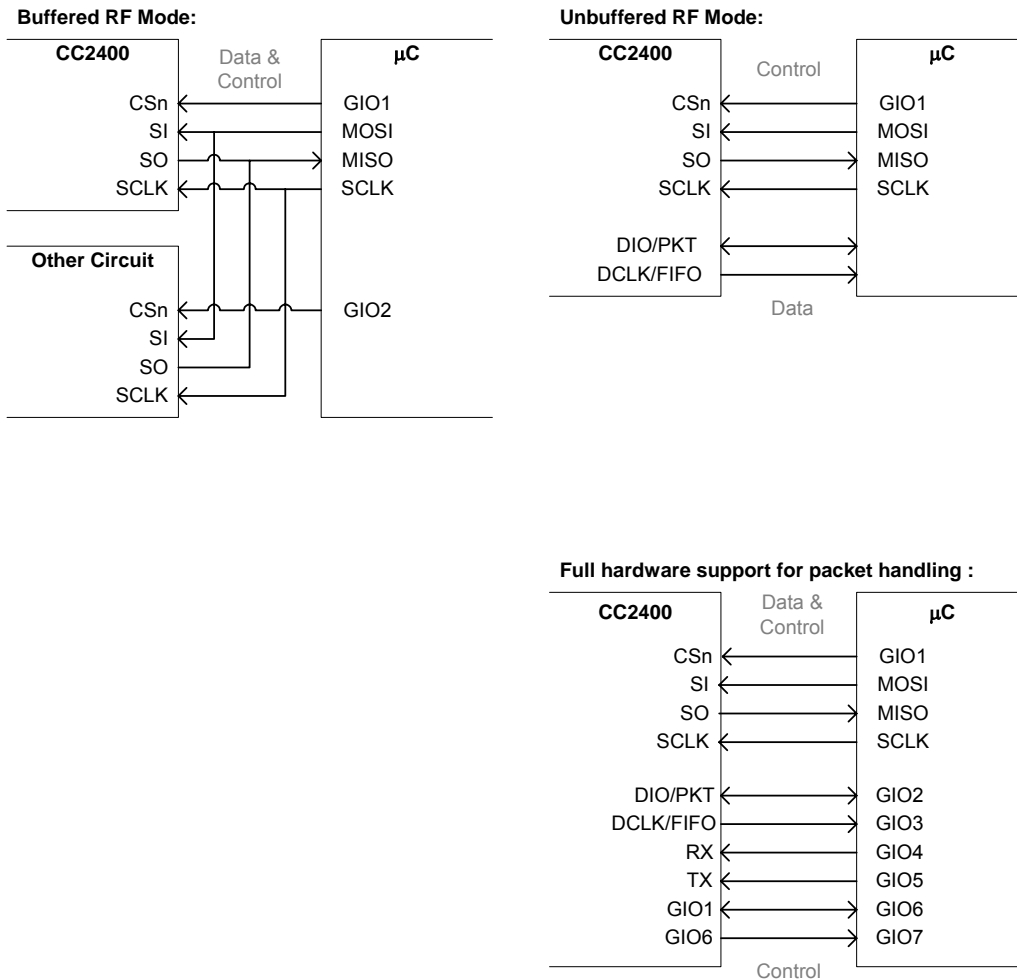 Buffered RF Mode:
CC2400
Data &
Control
μC
CSn
GIO1
SI
MOSI
SO
MISO
SCLK
SCLK
Other Circuit
CSn
GIO2
SI
SO
SCLK
Unbuffered RF Mode:
CC2400
Control
μC
CSn
GIO1
SI
MOSI
SO
MISO
SCLK
SCLK
DIO/PKT
DCLK/FIFO
Data
Full hardware support for packet handling :
CC2400
Data &
Control
μC
CSn
GIO1
SI
MOSI
SO
MISO
SCLK
SCLK
DIO/PKT
GIO2
DCLK/FIFO
GIO3
RX
GIO4
TX
GIO5
GIO1
GIO6
GIO6
GIO7
Control